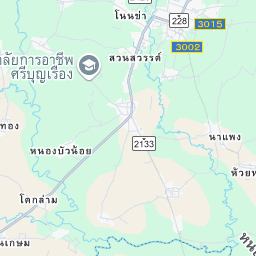 โนนข่า
228
3015
3002
สวนสวรรค์
ลัยการอาชีพ
ศรีบุญเรือง
ทอง
2133
นาแพง
หนองบัวน้อย
ห้วยห
โคกล่าม
นเกษม